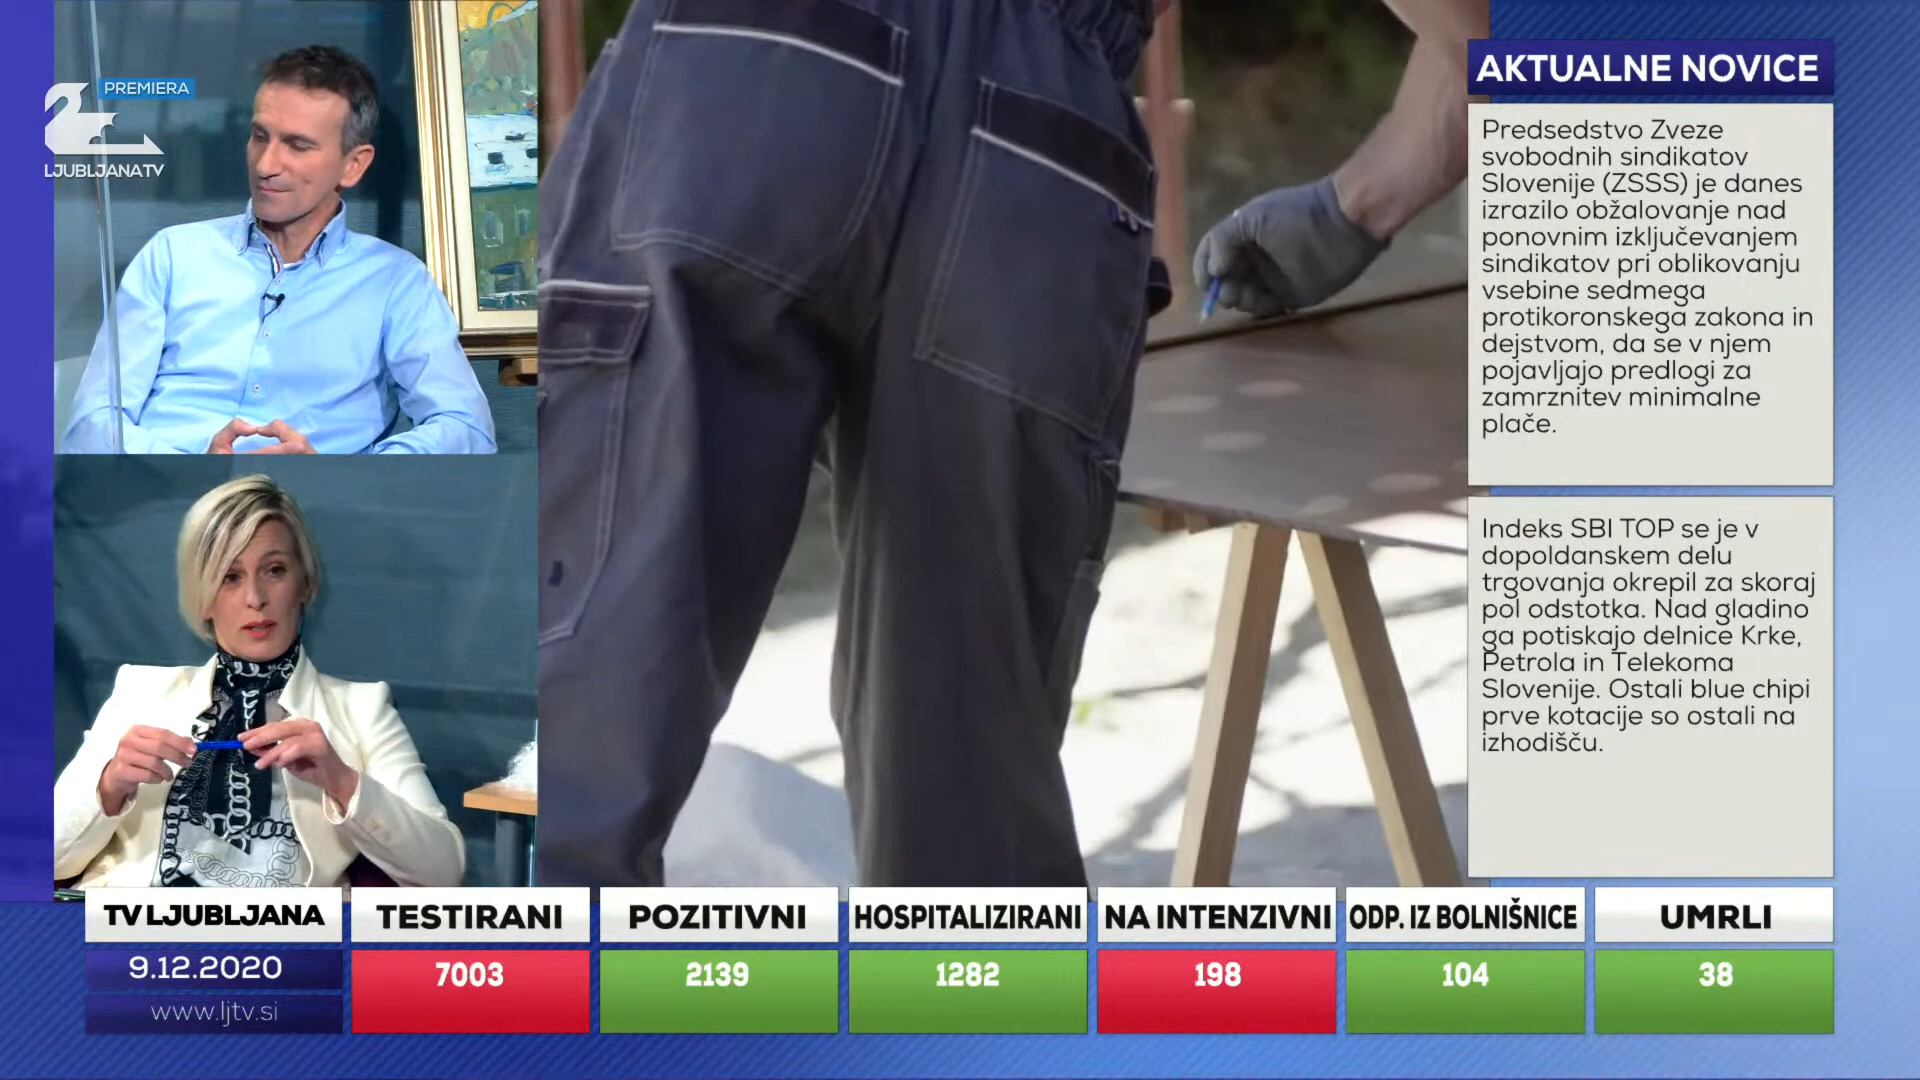 PREMIERA
LJUBLJANATV
AKTUALNE NOVICE
Predsedstvo Zveze
svobodnih sindikatov
Slovenije (ZSSS) je danes
izrazilo obžalovanje nad
ponovnim izključevanjem
sindikatov pri oblikovanju
vsebine sedmega
protikoronskega zakona in
dejstvom, da se v njem
pojavljajo predlogi za
zamrznitev minimalne
plače.
Indeks SBI TOP se je v
dopoldanskem delu
trgovanja okrepil za skoraj
pol odstotka. Nad gladino
ga potiskajo delnice Krke,
Petrola in Telekoma
Slovenije. Ostali blue chipi
prve kotacije so ostali na
izhodišču.
TV LJUBLJANA
9.12.2020
www.ljtv.si
TESTIRANI
7003
POZITIVNI
2139
HOSPITALIZIRANI
1282
NA INTENZIVNI
198
ODP. IZ BOLNIŠNICE
104
UMRLI
38